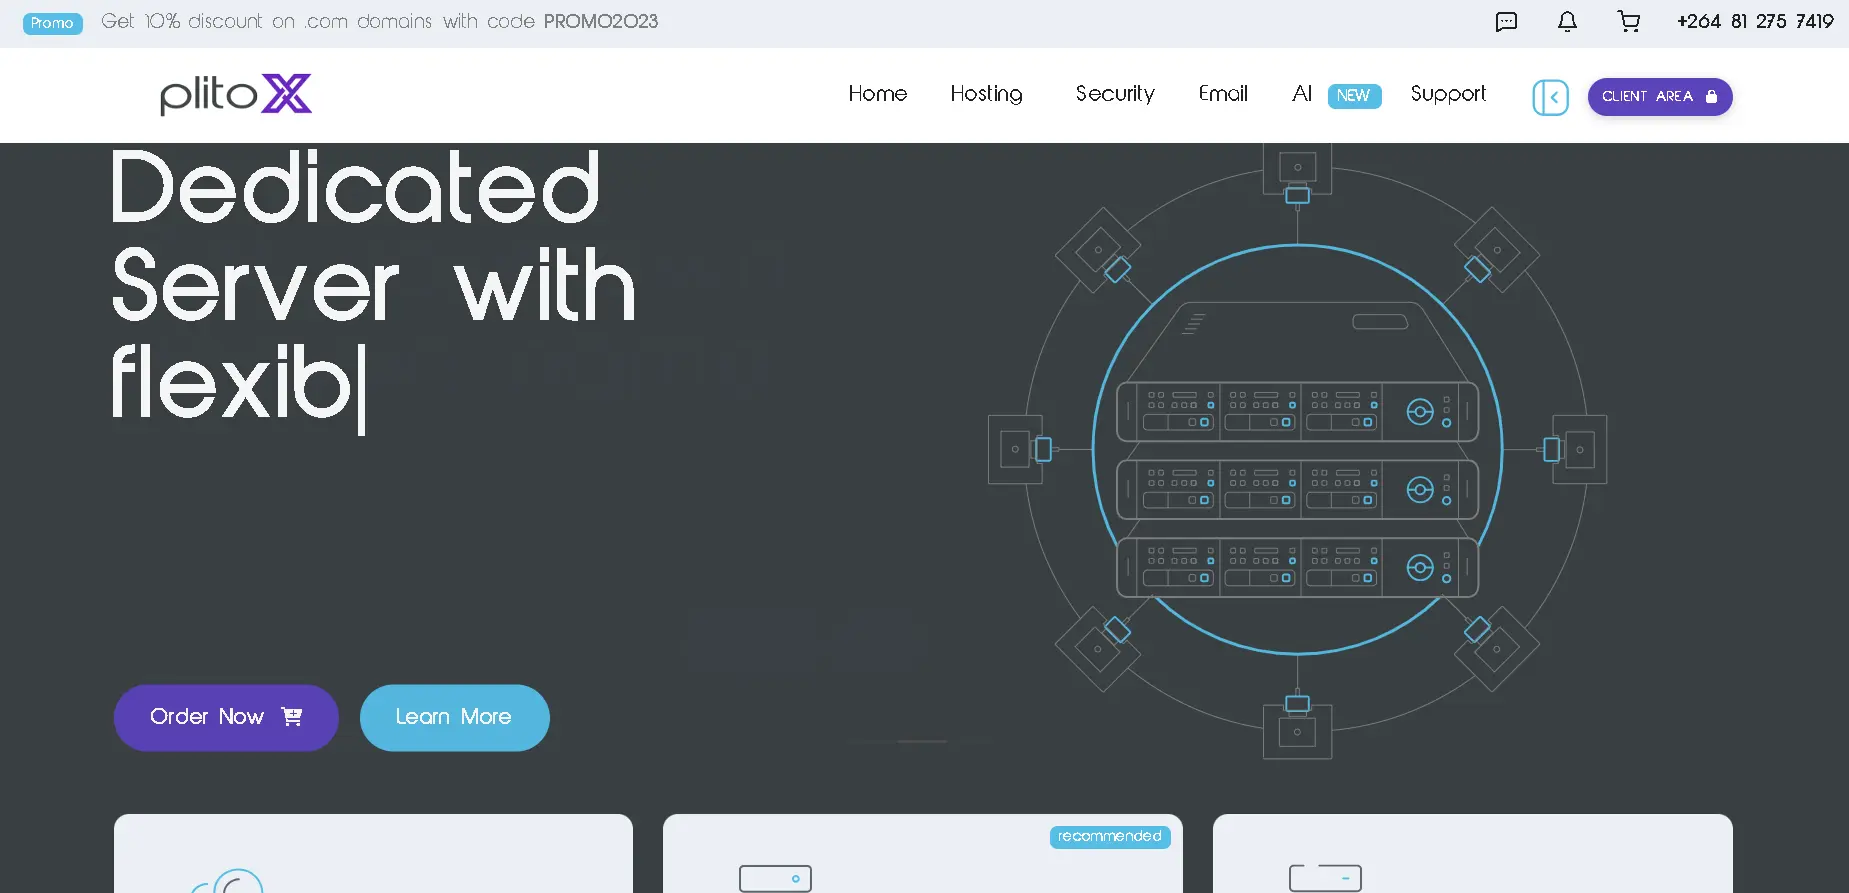 Promo Get 10% discount on .com domains with code PROMO2023
+264 81 275 7419
plitoX
Home Hosting Security Email AI NEW Support CLIENT AREA
Dedicated
Server with
flexib|
Order Now Learn More
recommended